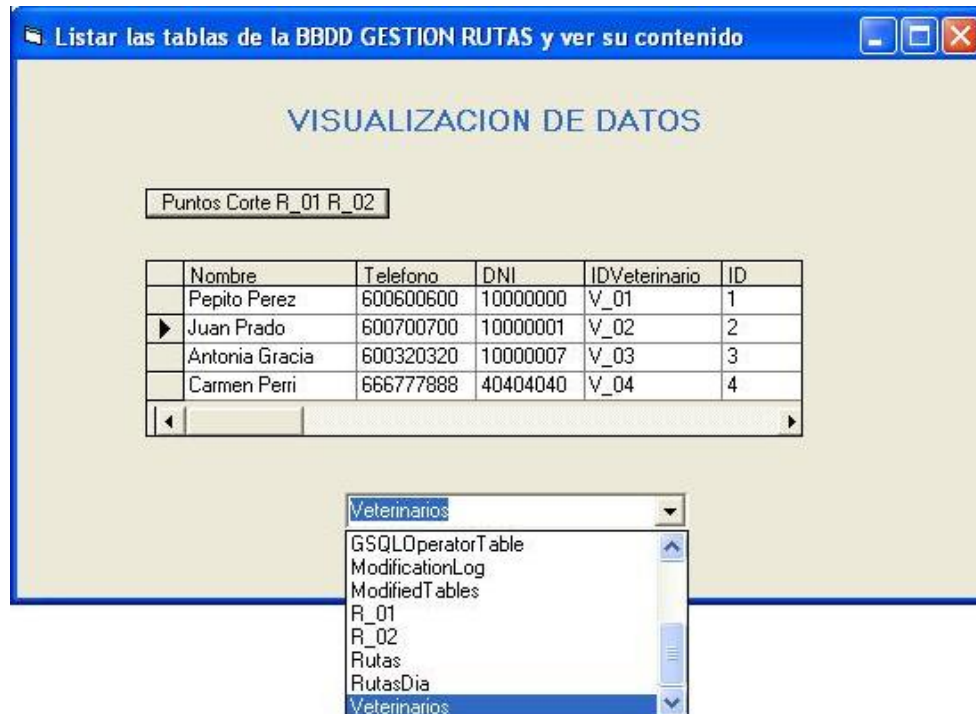 Listar las tablas de la BBDD GESTION RUTAS y ver su contenido
VISUALIZACION DE DATOS
Puntos Corte R_01 R_02
Nombre Telefono DNI IDVeterinario ID
Pepito Perez 600600600 10000000 V_01 1
Juan Prado 600700700 10000001 V_02 2
Antonia Gracia 600320320 10000007 V_03 3
Carmen Perri 666777888 40404040 V_04 4
Veterinarios
GSQLOperatorTable
ModificationLog
ModifiedTables
R_01
R_02
Rutas
RutasDia
Veterinarios